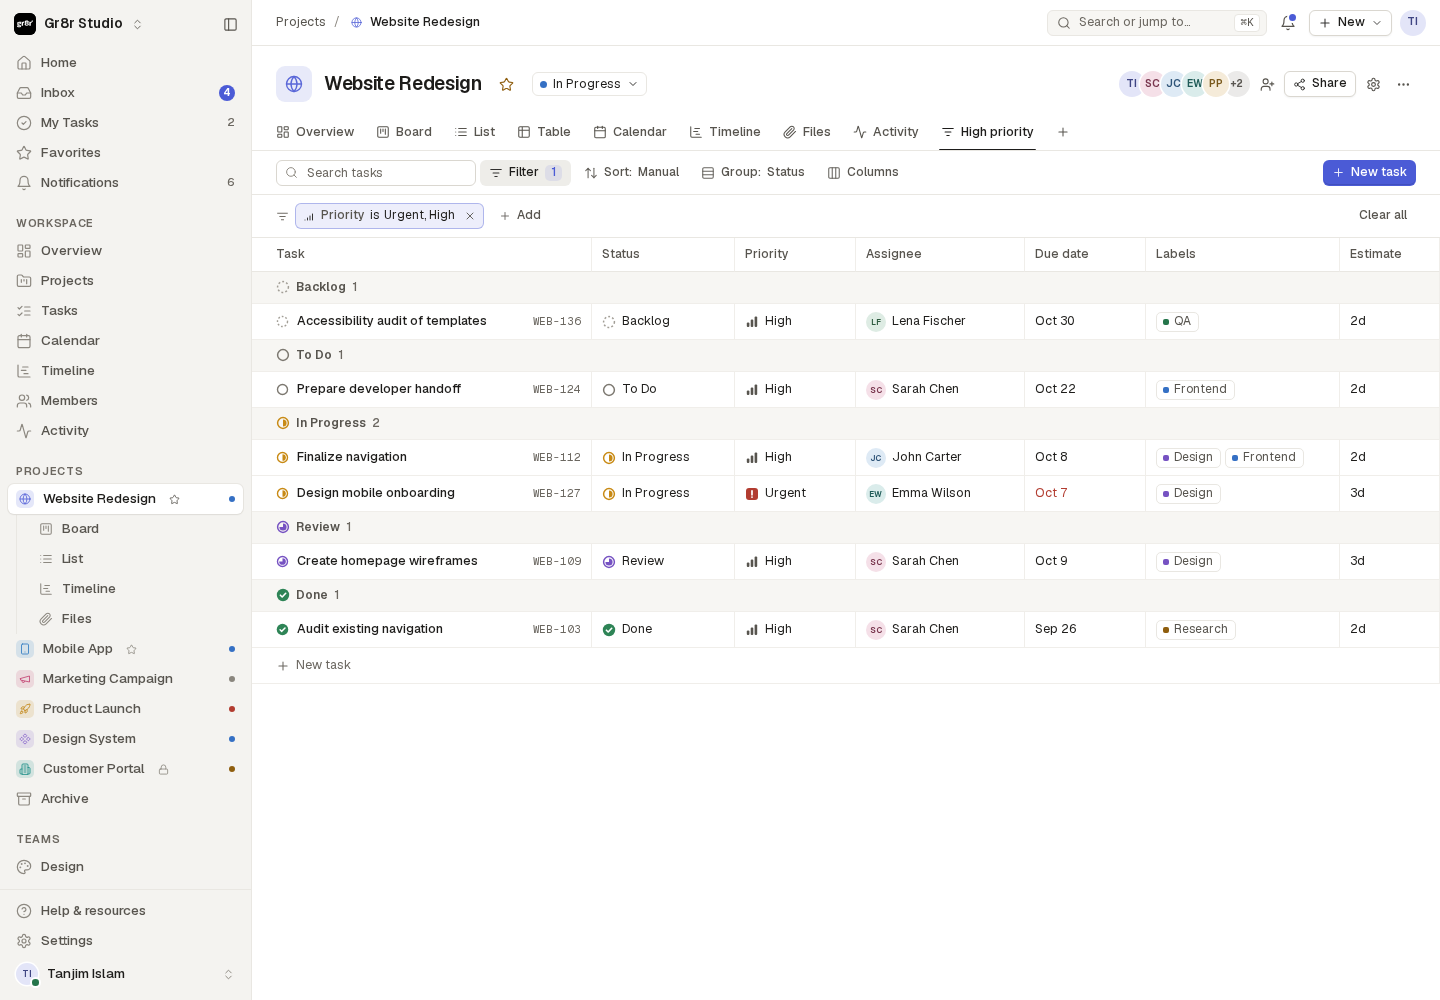 gr8r Gr8r Studio
Home
Inbox 4
My Tasks 2
Favorites
Notifications 6
WORKSPACE
Overview
Projects
Tasks
Calendar
Timeline
Members
Activity
PROJECTS
Website Redesign
Board
List
Timeline
Files
Mobile App
Marketing Campaign
Product Launch
Design System
Customer Portal
Archive
TEAMS
Design
Help & resources
Settings
TI Tanjim Islam
Projects / Website Redesign
Search or jump to... ⌘K New TI
Website Redesign In Progress TI SC JC EW PP +2 Share
Overview Board List Table Calendar Timeline Files Activity High priority
Search tasks Filter 1 Sort: Manual Group: Status Columns New task
Priority is Urgent, High Add Clear all
Task Status Priority Assignee Due date Labels Estimate
Backlog 1
Accessibility audit of templates WEB-136 Backlog High LF Lena Fischer Oct 30 QA 2d
To Do 1
Prepare developer handoff WEB-124 To Do High SC Sarah Chen Oct 22 Frontend 2d
In Progress 2
Finalize navigation WEB-112 In Progress High JC John Carter Oct 8 Design Frontend 2d
Design mobile onboarding WEB-127 In Progress Urgent EW Emma Wilson Oct 7 Design 3d
Review 1
Create homepage wireframes WEB-109 Review High SC Sarah Chen Oct 9 Design 3d
Done 1
Audit existing navigation WEB-103 Done High SC Sarah Chen Sep 26 Research 2d
New task